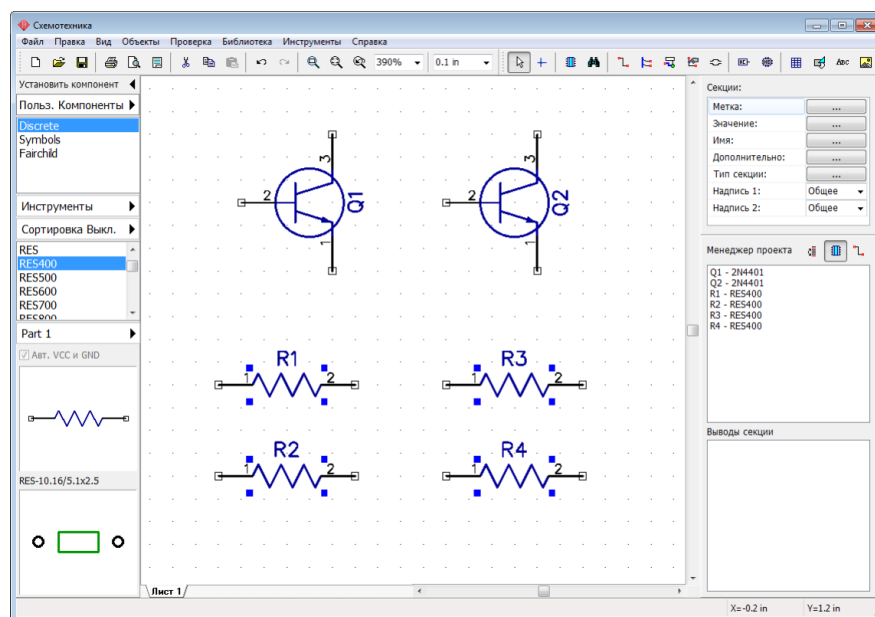 Схемотехника
Файл Правка Вид Объекты Проверка Библиотека Инструменты Справка
390% 0.1 in Abc
Установить компонент
Польз. Компоненты
Discrete
Symbols
Fairchild
Инструменты
Сортировка Выкл.
RES
RES400
RES500
RES600
RES700
RES800
Part 1
Авт. VCC и GND
RES-10.16/5.1x2.5
3
2
Q1
1
3
2
Q2
1
R1
1 2
R3
1 2
R2
1 2
R4
1 2
Лист 1
Секции:
Метка: ...
Значение: ...
Имя: ...
Дополнительно: ...
Тип секции: ...
Надпись 1: Общее
Надпись 2: Общее
Менеджер проекта
Q1 - 2N4401
Q2 - 2N4401
R1 - RES400
R2 - RES400
R3 - RES400
R4 - RES400
Выводы секции
X=-0.2 in Y=1.2 in